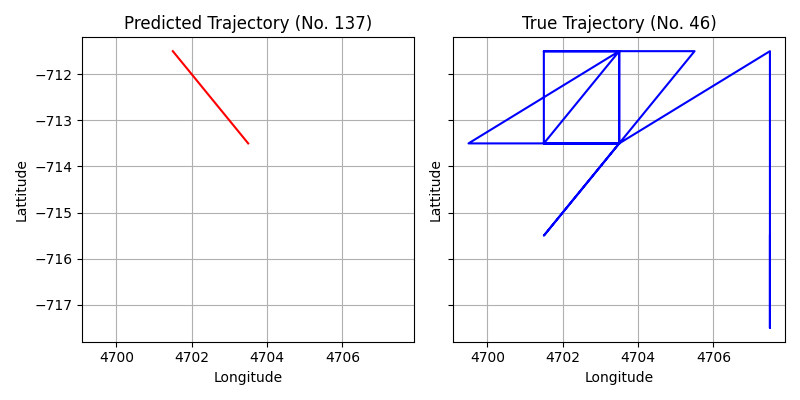 Predicted Trajectory (No. 137)
True Trajectory (No. 46)
Lattitude
−712
−713
−714
−715
−716
−717
4700
4702
4704
4706
Longitude
Lattitude
4700
4702
4704
4706
Longitude